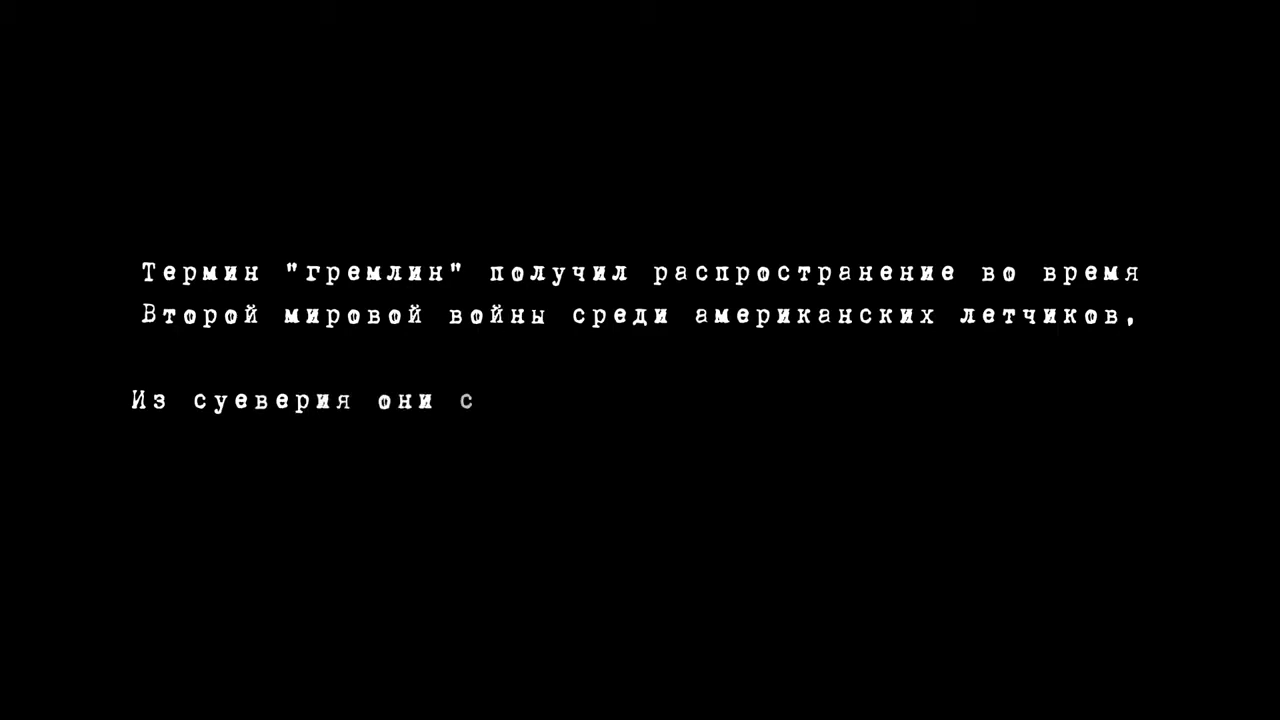 Термин "гремлин" получил распространение во время
Второй мировой войны среди американских летчиков,
Из суеверия они с